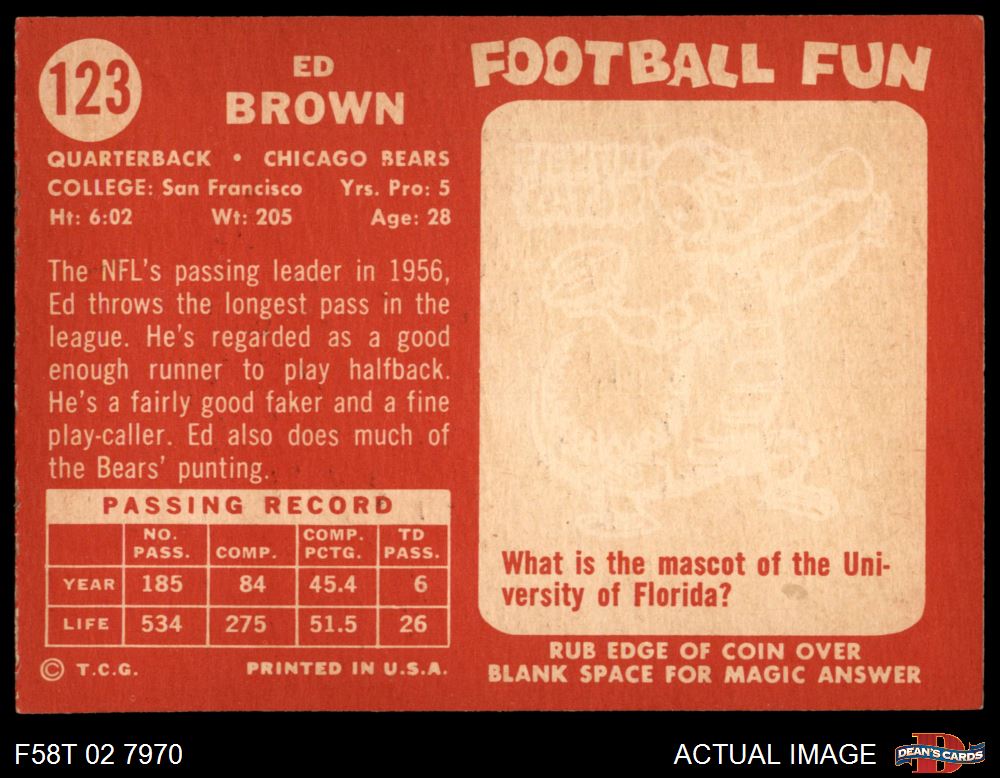 123
ED
BROWN
QUARTERBACK • CHICAGO BEARS
COLLEGE: San Francisco Yrs. Pro: 5
Ht: 6:02 Wt: 205 Age: 28
The NFL's passing leader in 1956,
Ed throws the longest pass in the
league. He's regarded as a good
enough runner to play halfback.
He's a fairly good faker and a fine
play-caller. Ed also does much of
the Bears' punting.
PASSING RECORD
NO. PASS. COMP. COMP. PCTG. TD PASS.
YEAR 185 84 45.4 6
LIFE 534 275 51.5 26
© T.C.G. PRINTED IN U.S.A.
FOOTBALL FUN
What is the mascot of the Uni-
versity of Florida?
RUB EDGE OF COIN OVER
BLANK SPACE FOR MAGIC ANSWER
F58T 02 7970
ACTUAL IMAGE
DEAN'S CARDS